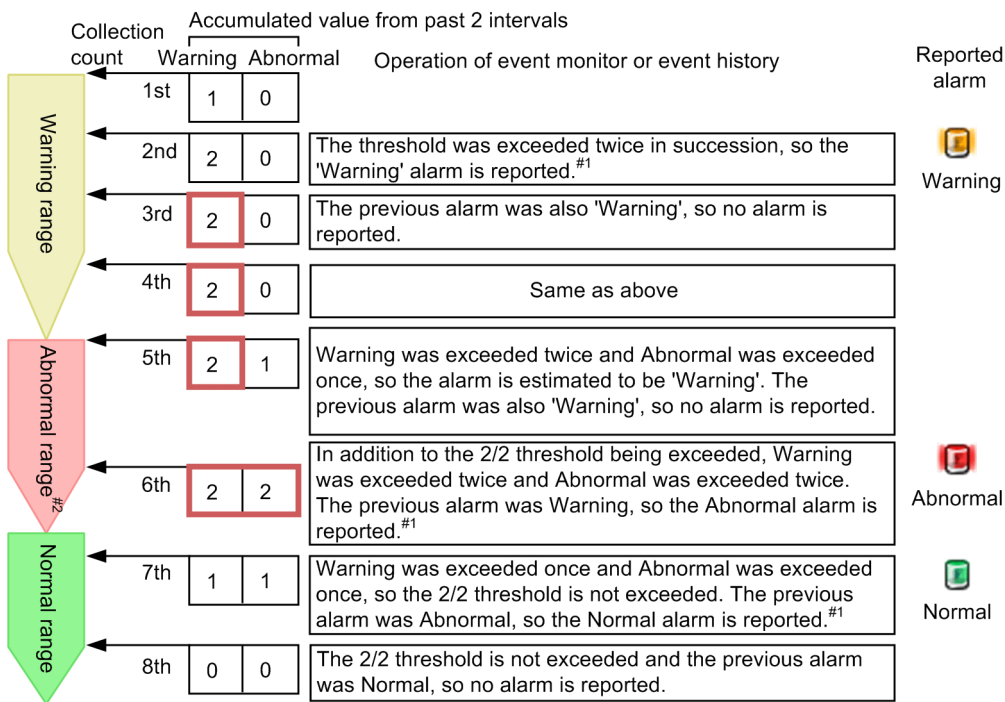 Accumulated value from past 2 intervals
Collection
count
Warning Abnormal
Operation of event monitor or event history
Reported
alarm
Warning range
1st
1 0
2nd
2 0
The threshold was exceeded twice in succession, so the
'Warning' alarm is reported.#1
Warning
3rd
2 0
The previous alarm was also 'Warning', so no alarm is
reported.
4th
2 0
Same as above
Abnormal range#2
5th
2 1
Warning was exceeded twice and Abnormal was exceeded
once, so the alarm is estimated to be 'Warning'. The
previous alarm was also 'Warning', so no alarm is reported.
6th
2 2
In addition to the 2/2 threshold being exceeded, Warning
was exceeded twice and Abnormal was exceeded twice.
The previous alarm was Warning, so the Abnormal alarm is
reported.#1
Abnormal
Normal range
7th
1 1
Warning was exceeded once and Abnormal was exceeded
once, so the 2/2 threshold is not exceeded. The previous
alarm was Abnormal, so the Normal alarm is reported.#1
Normal
8th
0 0
The 2/2 threshold is not exceeded and the previous alarm
was Normal, so no alarm is reported.